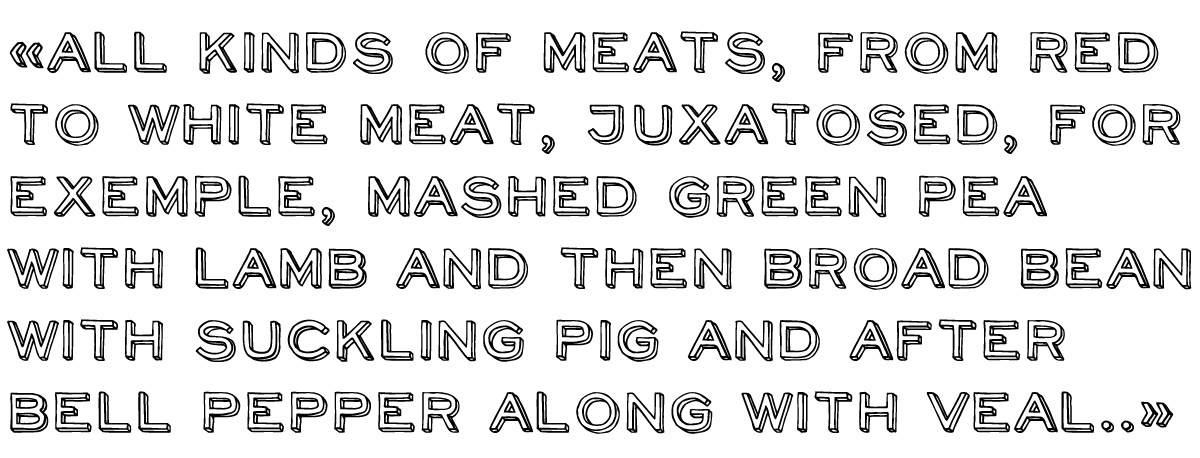 «ALL KINDS OF MEATS, FROM RED
TO WHITE MEAT, JUXATOSED, FOR
EXEMPLE, MASHED GREEN PEA
WITH LAMB AND THEN BROAD BEAN
WITH SUCKLING PIG AND AFTER
BELL PEPPER ALONG WITH VEAL..»